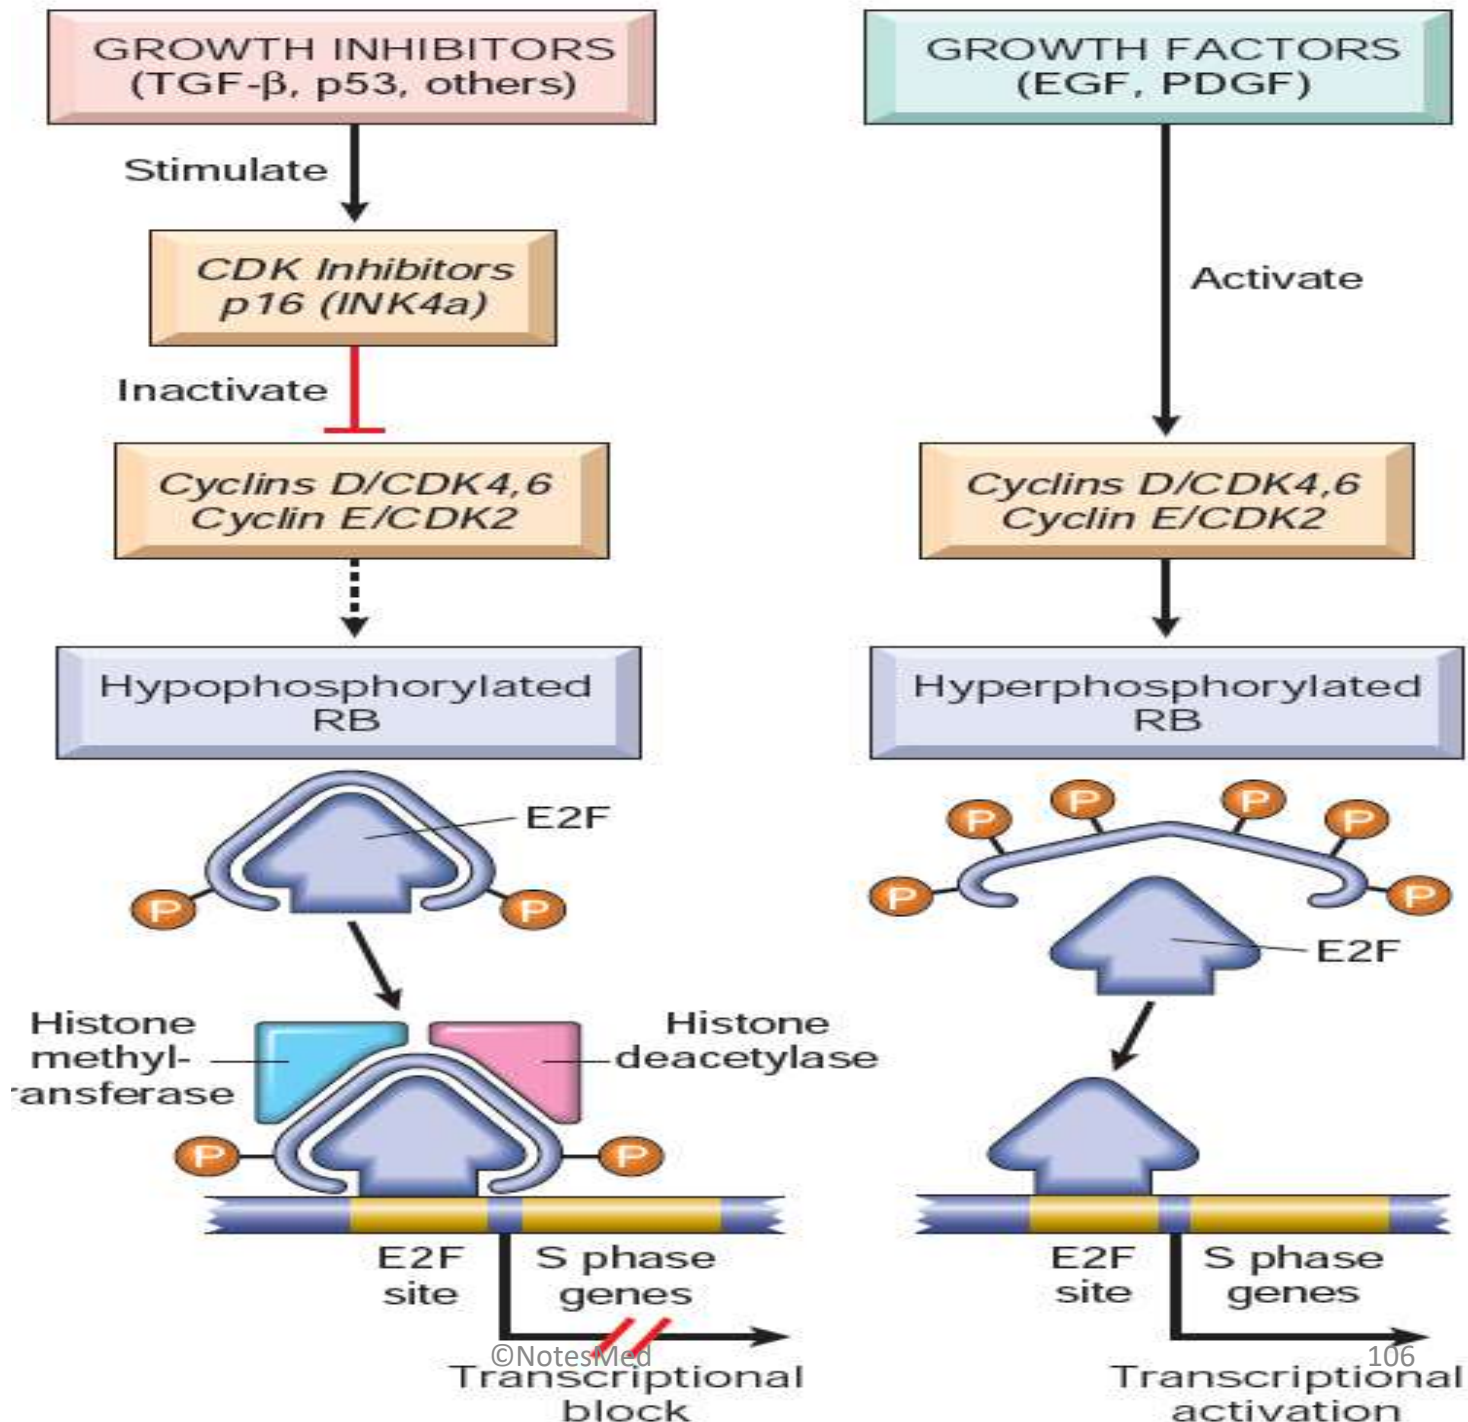 GROWTH INHIBITORS
(TGF-β, p53, others)
Stimulate
CDK Inhibitors
p16 (INK4a)
Inactivate
Cyclins D/CDK4,6
Cyclin E/CDK2
Hypophosphorylated
RB
E2F
P
P
Histone
methyl-
ransferase
Histone
deacetylase
P
P
E2F
site
S phase
genes
Transcriptional
block
GROWTH FACTORS
(EGF, PDGF)
Activate
Cyclins D/CDK4,6
Cyclin E/CDK2
Hyperphosphorylated
RB
P
P
P
P
P
P
E2F
E2F
site
S phase
genes
Transcriptional
activation
©NotesMed
106